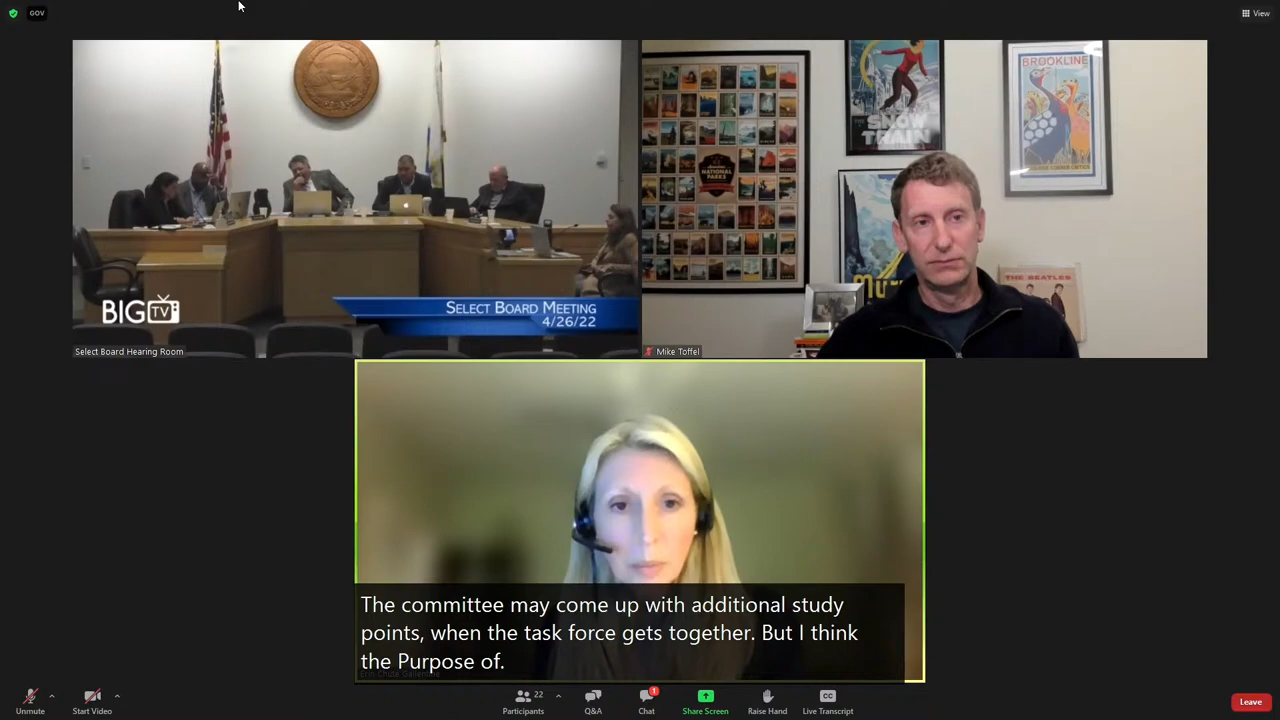 GOV
View
SNOW
TRAIN
BROOKLINE
NATIONAL
PARKS
THE BEATLES
BIG TV
SELECT BOARD MEETING
4/26/22
Select Board Hearing Room
Mike Toffel
The committee may come up with additional study
points, when the task force gets together. But I think
the Purpose of.
Unmute
Start Video
22
Participants
Q&A
1
Chat
Share Screen
Raise Hand
CC
Live Transcript
Leave